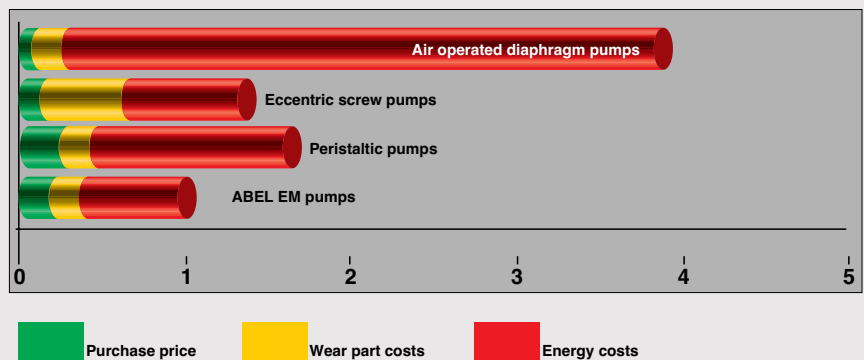 Air operated diaphragm pumps
Eccentric screw pumps
Peristaltic pumps
ABEL EM pumps
0 1 2 3 4 5
Purchase price Wear part costs Energy costs